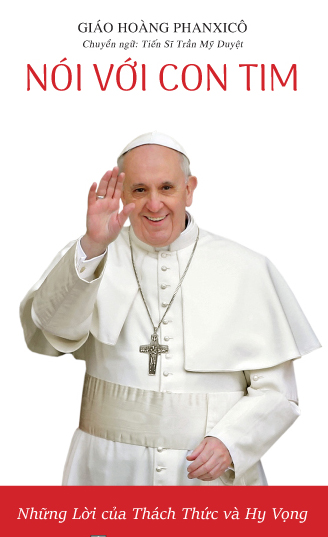 GIÁO HOÀNG PHANXICÔ
Chuyển ngữ: Tiến Sĩ Trần Mỹ Duyệt
NÓI VỚI CON TIM
Những Lời của Thách Thức và Hy Vọng